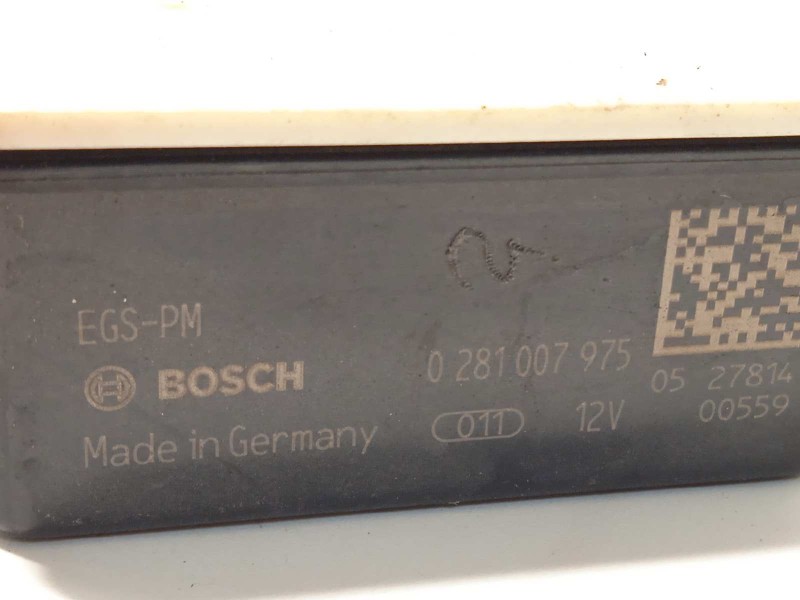 EGS-PM
BOSCH
0 281 007 975
05 27814
00559
Made in Germany
011
12V